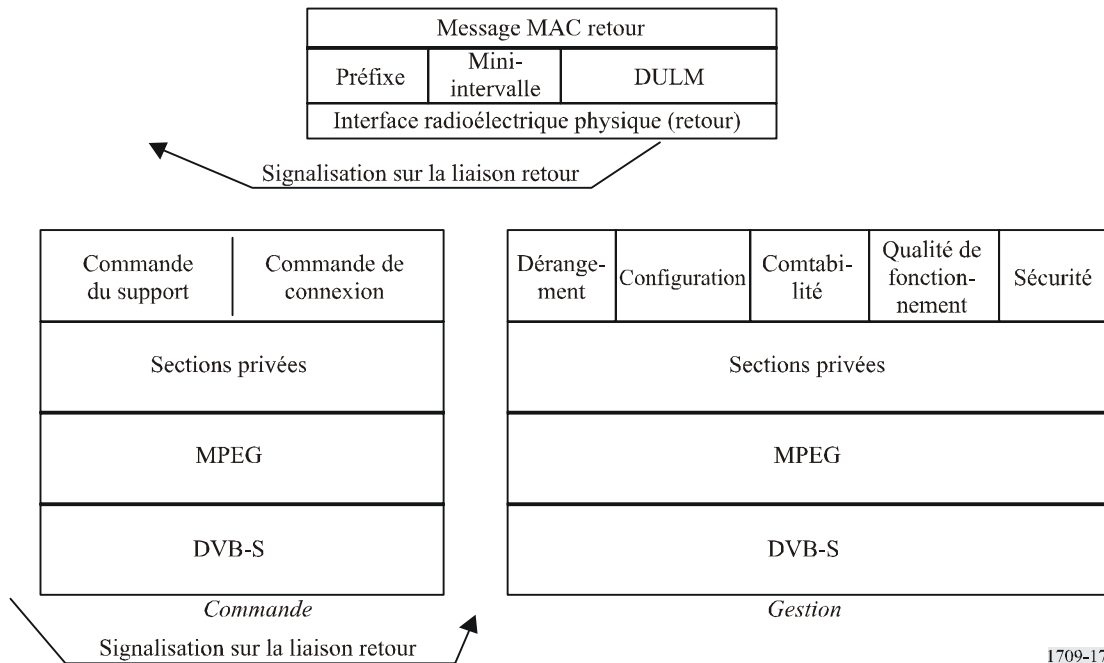 Message MAC retour
Préfixe
Mini-
intervalle
DULM
Interface radioélectrique physique (retour)
Signalisation sur la liaison retour
Commande
du support
Commande de
connexion
Sections privées
MPEG
DVB-S
Commande
Dérange-
ment
Configuration
Comtabi-
lité
Qualité de
fonction-
nement
Sécurité
Sections privées
MPEG
DVB-S
Gestion
Signalisation sur la liaison retour
1709-17